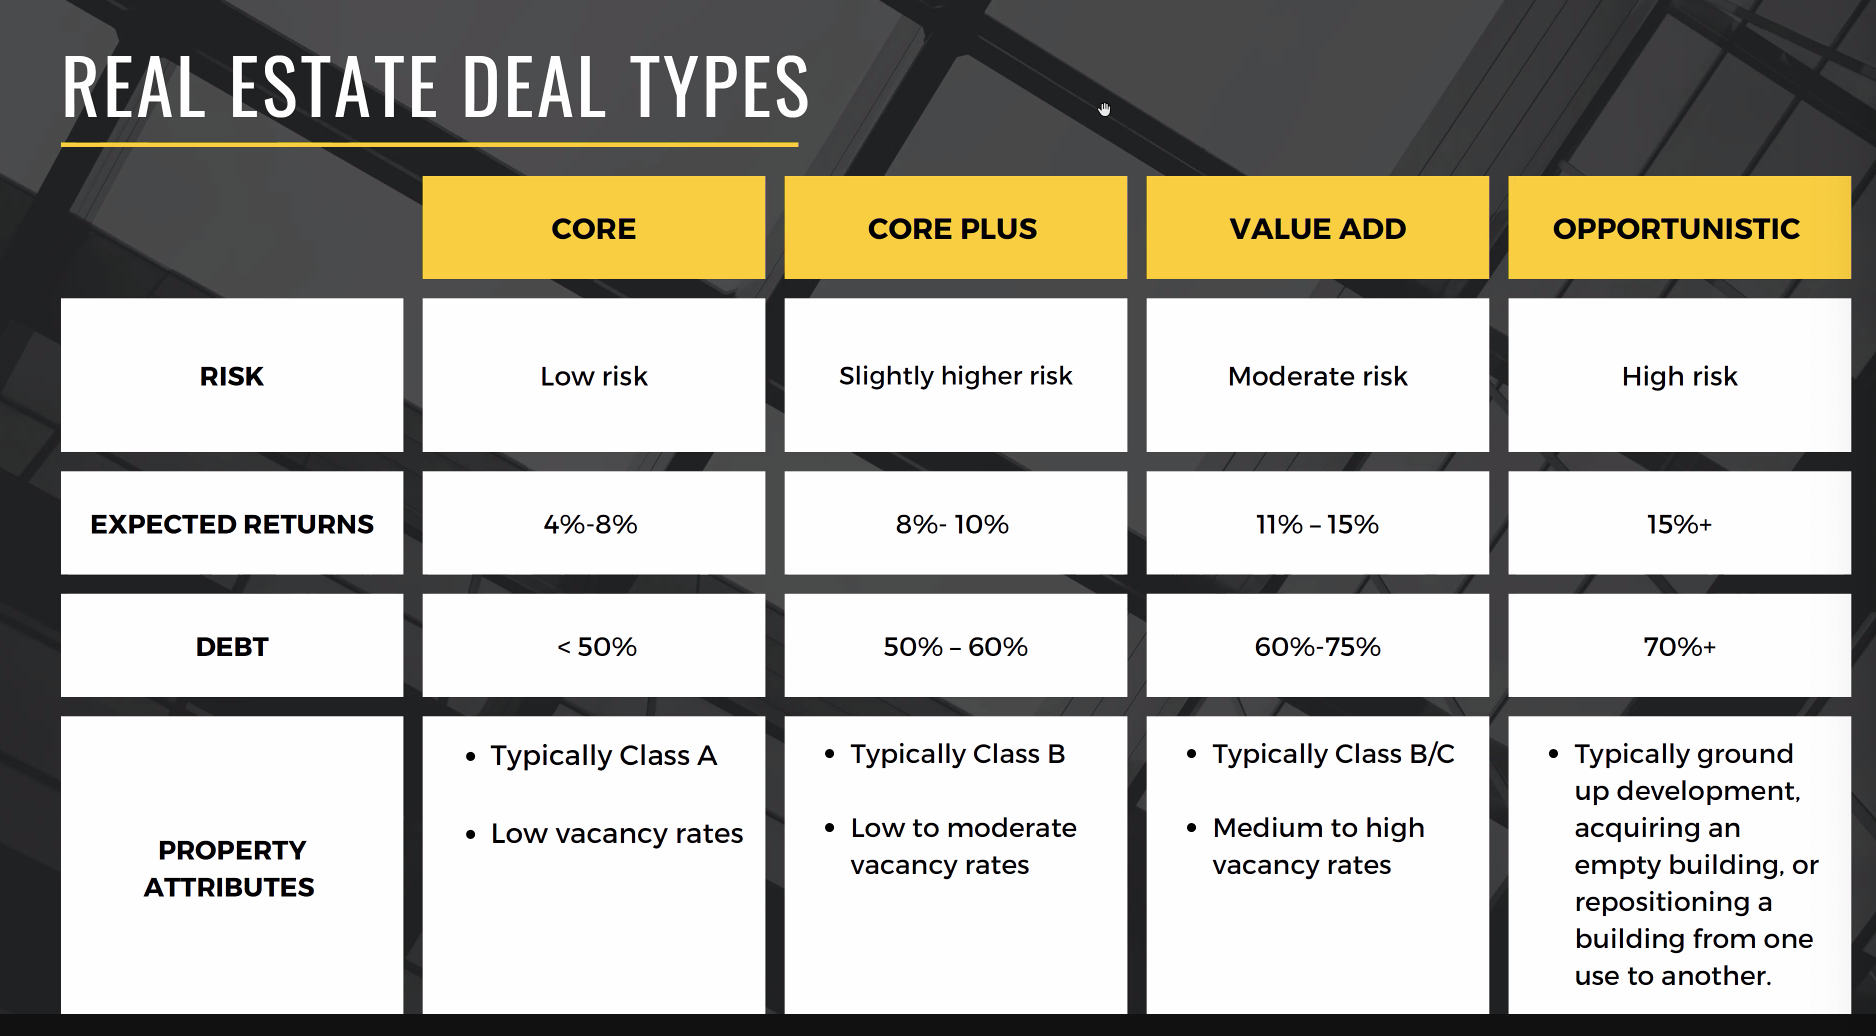 REAL ESTATE DEAL TYPES
CORE
CORE PLUS
VALUE ADD
OPPORTUNISTIC
RISK
Low risk
Slightly higher risk
Moderate risk
High risk
EXPECTED RETURNS
4%-8%
8%- 10%
11% – 15%
15%+
DEBT
< 50%
50% – 60%
60%-75%
70%+
PROPERTY
ATTRIBUTES
• Typically Class A
• Low vacancy rates
• Typically Class B
• Low to moderate
vacancy rates
• Typically Class B/C
• Medium to high
vacancy rates
• Typically ground
up development,
acquiring an
empty building, or
repositioning a
building from one
use to another.